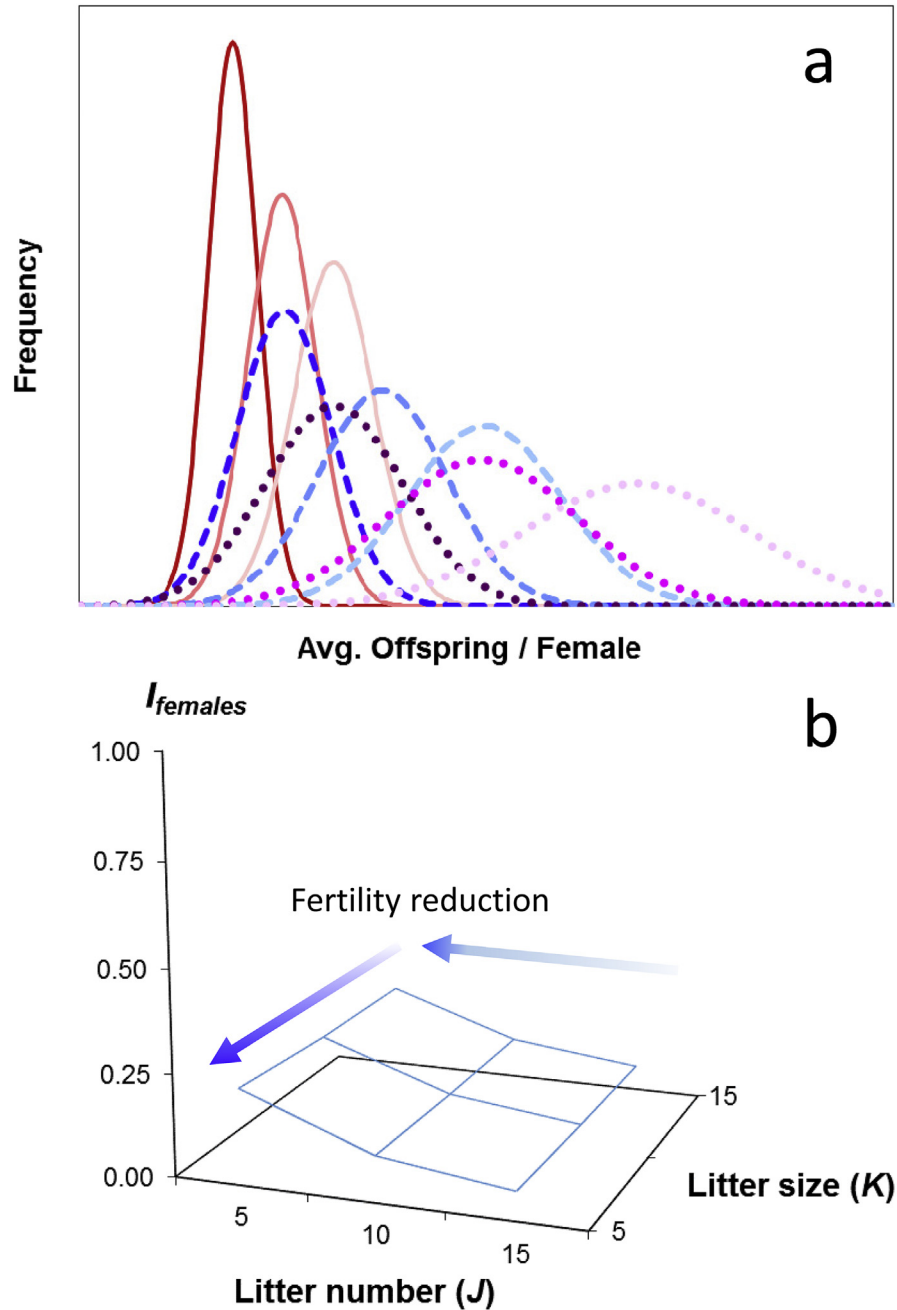 a
Frequency
Avg. Offspring / Female
I females
b
1.00
0.75
Fertility reduction
0.50
0.25
0.00
15
Litter size (K)
5
5
10
15
Litter number (J)